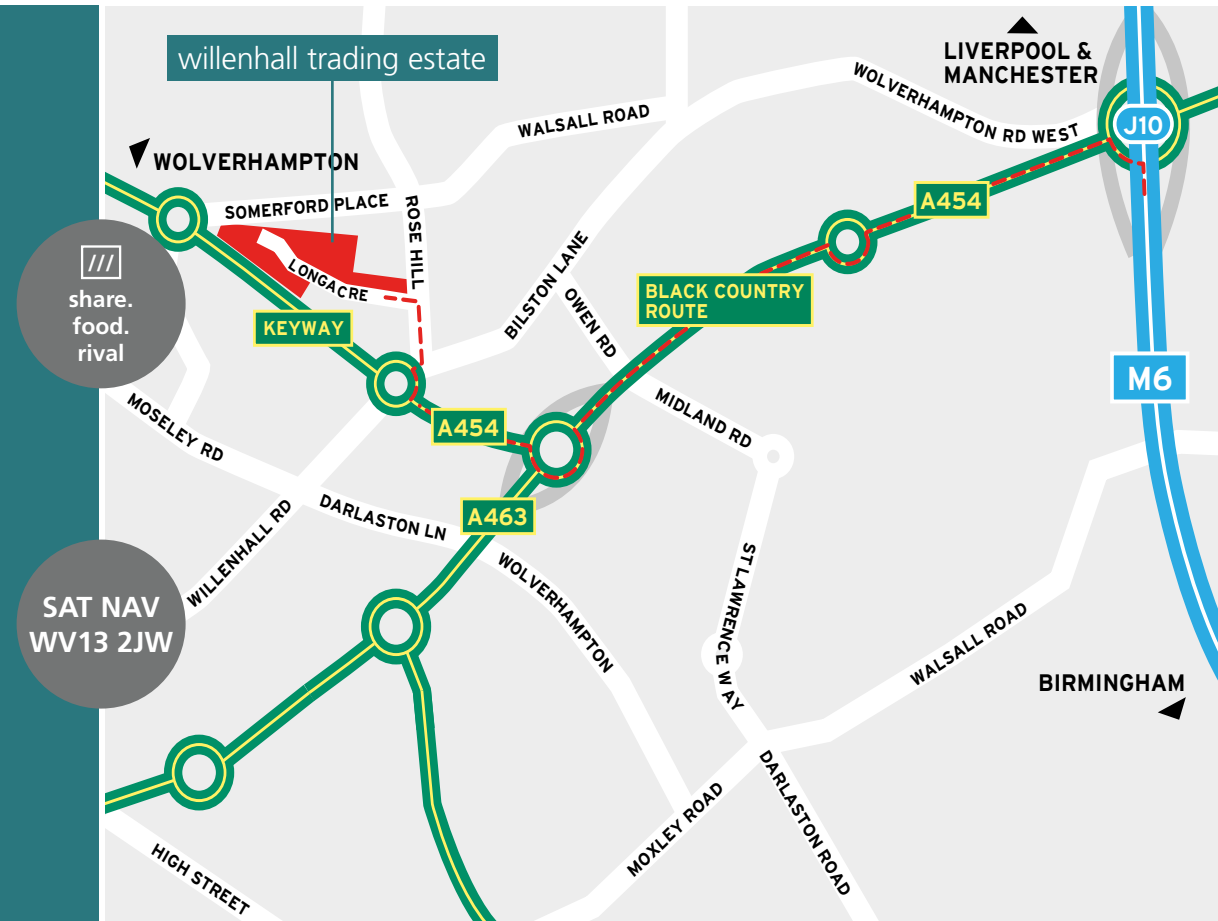 willenhall trading estate
LIVERPOOL &
MANCHESTER
WOLVERHAMPTON RD WEST
J10
WALSALL ROAD
WOLVERHAMPTON
SOMERFORD PLACE
ROSE HILL
A454
LONGACRE
BILSTON LANE
///
share.
food.
rival
KEYWAY
BLACK COUNTRY
ROUTE
OWEN RD
M6
MOSELEY RD
A454
MIDLAND RD
A463
DARLASTON LN
WILLENHALL RD
WOLVERHAMPTON
ST LAWRENCE WAY
SAT NAV
WV13 2JW
WALSALL ROAD
BIRMINGHAM
DARLASTON ROAD
MOXLEY ROAD
HIGH STREET